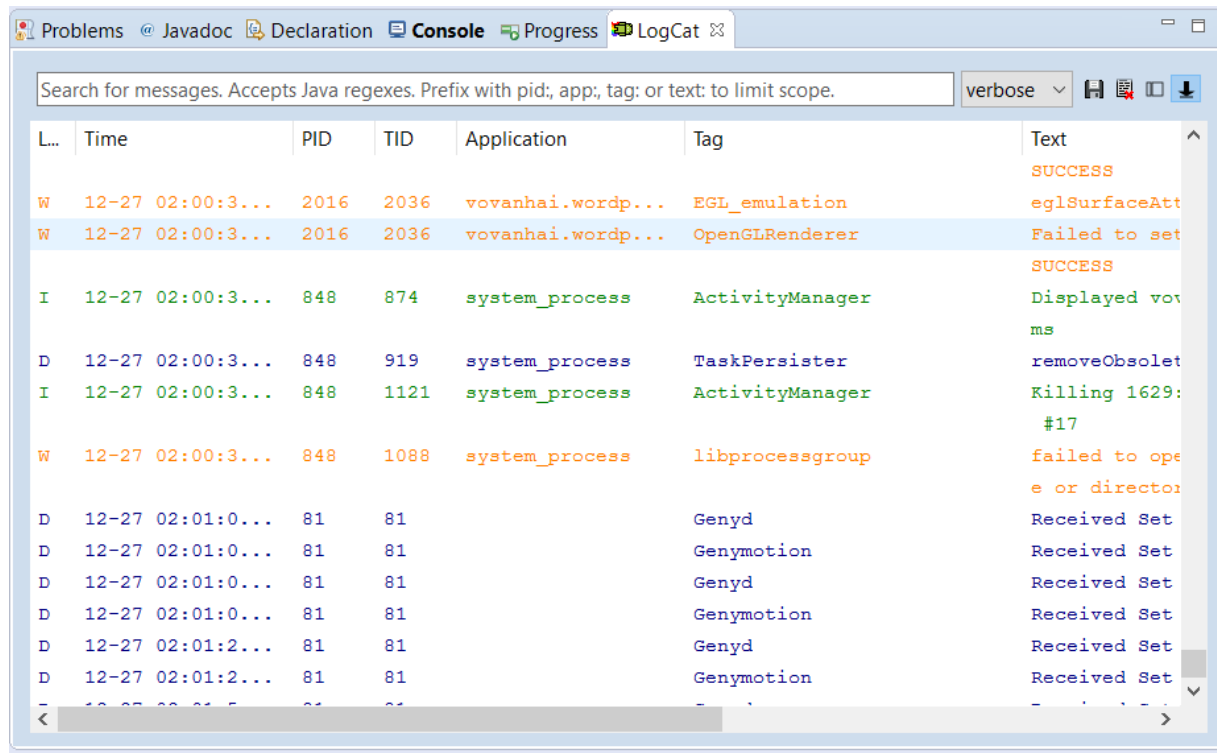 Problems @ Javadoc Declaration Console Progress LogCat
Search for messages. Accepts Java regexes. Prefix with pid:, app:, tag: or text: to limit scope. verbose
L... Time PID TID Application Tag Text
SUCCESS
W 12-27 02:00:3... 2016 2036 vovanhai.wordp... EGL_emulation eglSurfaceAtt
W 12-27 02:00:3... 2016 2036 vovanhai.wordp... OpenGLRenderer Failed to set
SUCCESS
I 12-27 02:00:3... 848 874 system_process ActivityManager Displayed vov
ms
D 12-27 02:00:3... 848 919 system_process TaskPersister removeObsolet
I 12-27 02:00:3... 848 1121 system_process ActivityManager Killing 1629:
#17
W 12-27 02:00:3... 848 1088 system_process libprocessgroup failed to ope
e or director
D 12-27 02:01:0... 81 81 Genyd Received Set
D 12-27 02:01:0... 81 81 Genymotion Received Set
D 12-27 02:01:0... 81 81 Genyd Received Set
D 12-27 02:01:0... 81 81 Genymotion Received Set
D 12-27 02:01:2... 81 81 Genyd Received Set
D 12-27 02:01:2... 81 81 Genymotion Received Set